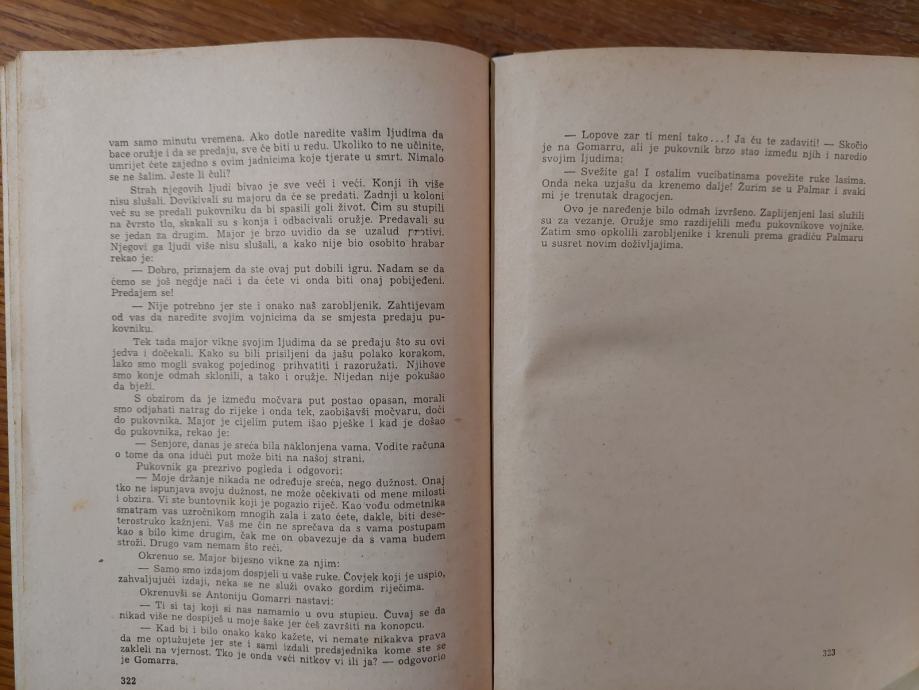 vam samo minutu vremena. Ako dotle naredite vašim ljudima da
bace oružje i da se predaju, sve će biti u redu. Ukoliko to ne učinite,
umrijet ćete zajedno s ovim jadnicima koje tjerate u smrt. Nimalo
se ne šalim. Jeste li čuli?
Strah njegovih ljudi bivao je sve veći i veći. Konji ih više
nisu slušali. Dovikivali su majoru da će se predati. Zadnji u koloni
već su se predali pukovniku da bi spasili goli život. Čim su stupili
na čvrsto tlo, skakali su s konja i odbacivali oružje. Predavali su
se jedan za drugim. Major je brzo uvidio da se uzalud protivi.
Njegovi ga ljudi više nisu slušali, a kako nije bio osobito hrabar
rekao je:
— Dobro, priznajem da ste ovaj put dobili igru. Nadam se da
ćemo se još negdje naći i da ćete vi onda biti onaj pobijeđeni.
Predajem se!
— Nije potrebno jer ste i onako naš zarobljenik. Zahtijevam
od vas da naredite svojim vojnicima da se smjesta predaju pu-
kovniku.
Tek tada major vikne svojim ljudima da se predaju što su ovi
jedva i dočekali. Kako su bili prisiljeni da jašu polako korakom,
lako smo mogli svakog pojedinog prihvatiti i razoružati. Njihove
smo konje odmah sklonili, a tako i oružje. Nijedan nije pokušao
da bježi.
S obzirom da je između močvara put postao opasan, morali
smo odjahati natrag do rijeke i onda tek, zaobišavši močvaru, doći
do pukovnika. Major je cijelim putem išao pješke i kad je došao
do pukovnika, rekao je:
— Senjore, danas je sreća bila naklonjena vama. Vodite računa
o tome da ona idući put može biti na našoj strani.
Pukovnik ga prezrivo pogleda i odgovori:
— Moje držanje nikada ne određuje sreća, nego dužnost. Onaj
tko ne ispunjava svoju dužnost, ne može očekivati od mene milosti
i obzira. Vi ste buntovnik koji je pogazio riječ. Kao vođu odmetnika
smatram vas uzročnikom mnogih zala i zato ćete, dakle, biti dese-
terostruko kažnjeni. Vaš me čin ne sprečava da s vama postupam
kao s bilo kime drugim, čak me on obavezuje da s vama budem
stroži. Drugo vam nemam što reći.
Okrenuo se. Major bijesno vikne za njim:
— Samo smo izdajom dospjeli u vaše ruke. Čovjek koji je uspio,
zahvaljujući izdaji, neka se ne služi ovako gordim riječima.
Okrenuvši se Antoniju Gomarri nastavi:
— Ti si taj koji si nas namamio u ovu stupicu. Čuvaj se da
nikad više ne dospiješ u moje šake jer ćeš završiti na konopcu.
— Kad bi i bilo onako kako kažete, vi nemate nikakva prava
da me optužujete jer ste i sami izdali predsjednika kome ste se
zakleli na vjernost. Tko je onda veći nitkov vi ili ja? — odgovorio
je Gomarra.
322
— Lopove zar ti meni tako...! Ja ću te zadaviti! — Skočio
je na Gomarru, ali je pukovnik brzo stao između njih i naredio
svojim ljudima:
— Svežite ga! I ostalim vucibatinama povežite ruke lasima.
Onda neka uzjašu da krenemo dalje! Žurim se u Palmar i svaki
mi je trenutak dragocjen.
Ovo je naređenje bilo odmah izvršeno. Zaplijenjeni lasi služili
su za vezanje. Oružje smo razdijelili među pukovnikove vojnike.
Zatim smo opkolili zarobljenike i krenuli prema gradiću Palmaru
u susret novim doživljajima.
323